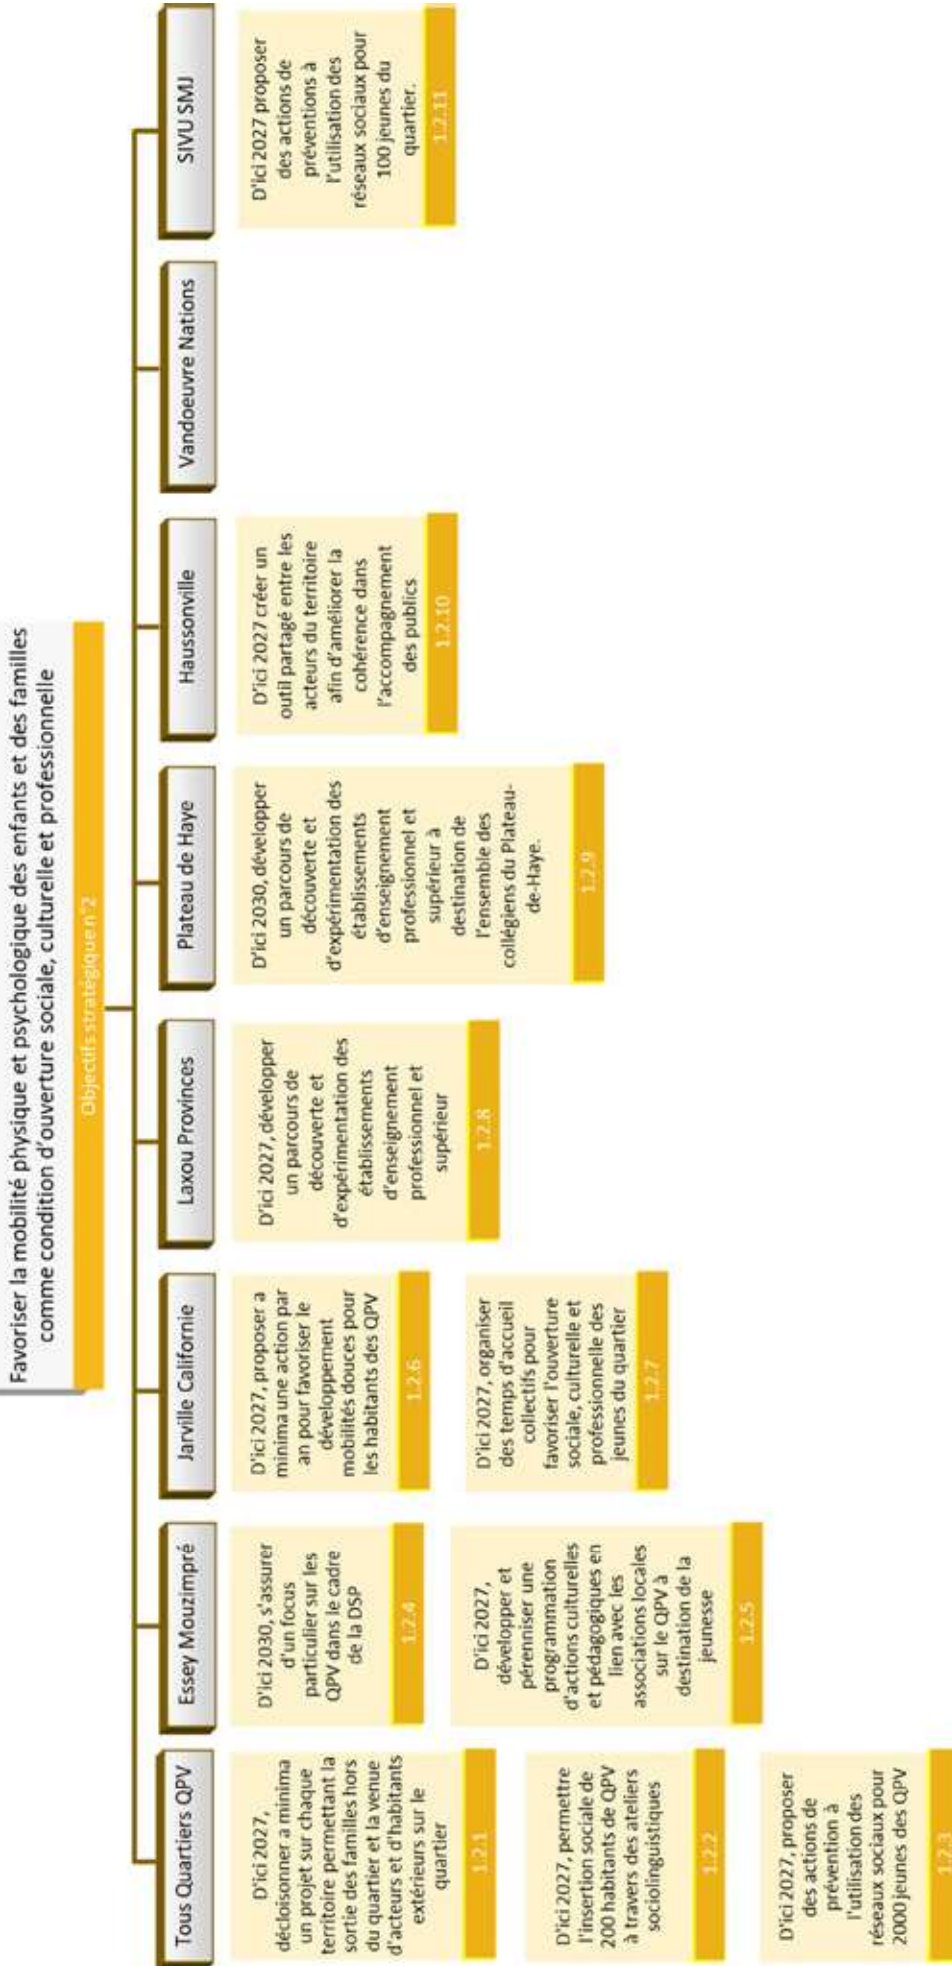 Favoriser la mobilité physique et psychologique des enfants et des familles
comme condition d'ouverture sociale, culturelle et professionnelle
Objectifs stratégique n°2
Tous Quartiers QPV
D'ici 2027,
décloisonner a minima
un projet sur chaque
territoire permettant la
sortie des familles hors
du quartier et la venue
d'acteurs et d'habitants
extérieurs sur le
quartier
1.2.1
D'ici 2027, permettre
l'insertion sociale de
200 habitants de QPV
à travers des ateliers
sociolinguistiques
1.2.2
D'ici 2027, proposer
des actions de
prévention à
l'utilisation des
réseaux sociaux pour
2000 jeunes des QPV
1.2.3
Essey Mouzimpré
D'ici 2030, s'assurer
d'un focus
particulier sur les
QPV dans le cadre
de la DSP
1.2.4
D'ici 2027,
développer et
pérenniser une
programmation
d'actions culturelles
et pédagogiques en
lien avec les
associations locales
sur le QPV à
destination de la
jeunesse
1.2.5
Jarville Californie
D'ici 2027, proposer a
minima une action par
an pour favoriser le
développement
mobilités douces pour
les habitants des QPV
1.2.6
D'ici 2027, organiser
des temps d'accueil
collectifs pour
favoriser l'ouverture
sociale, culturelle et
professionnelle des
jeunes du quartier
1.2.7
Laxou Provinces
D'ici 2027, développer
un parcours de
découverte et
d'expérimentation des
établissements
d'enseignement
professionnel et
supérieur
1.2.8
Plateau de Haye
D'ici 2030, développer
un parcours de
découverte et
d'expérimentation des
établissements
d'enseignement
professionnel et
supérieur à
destination de
l'ensemble des
collégiens du Plateau-
de-Haye.
1.2.9
Haussonville
D'ici 2027 créer un
outil partagé entre les
acteurs du territoire
afin d'améliorer la
cohérence dans
l'accompagnement
des publics
1.2.10
Vandoeuvre Nations
SIVU SMJ
D'ici 2027 proposer
des actions de
préventions à
l'utilisation des
réseaux sociaux pour
100 jeunes du
quartier.
1.2.11